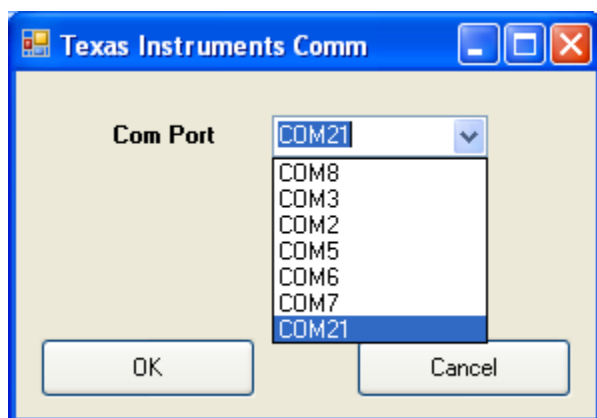 Texas Instruments Comm
Com Port COM21
COM8
COM3
COM2
COM5
COM6
COM7
COM21
OK Cancel